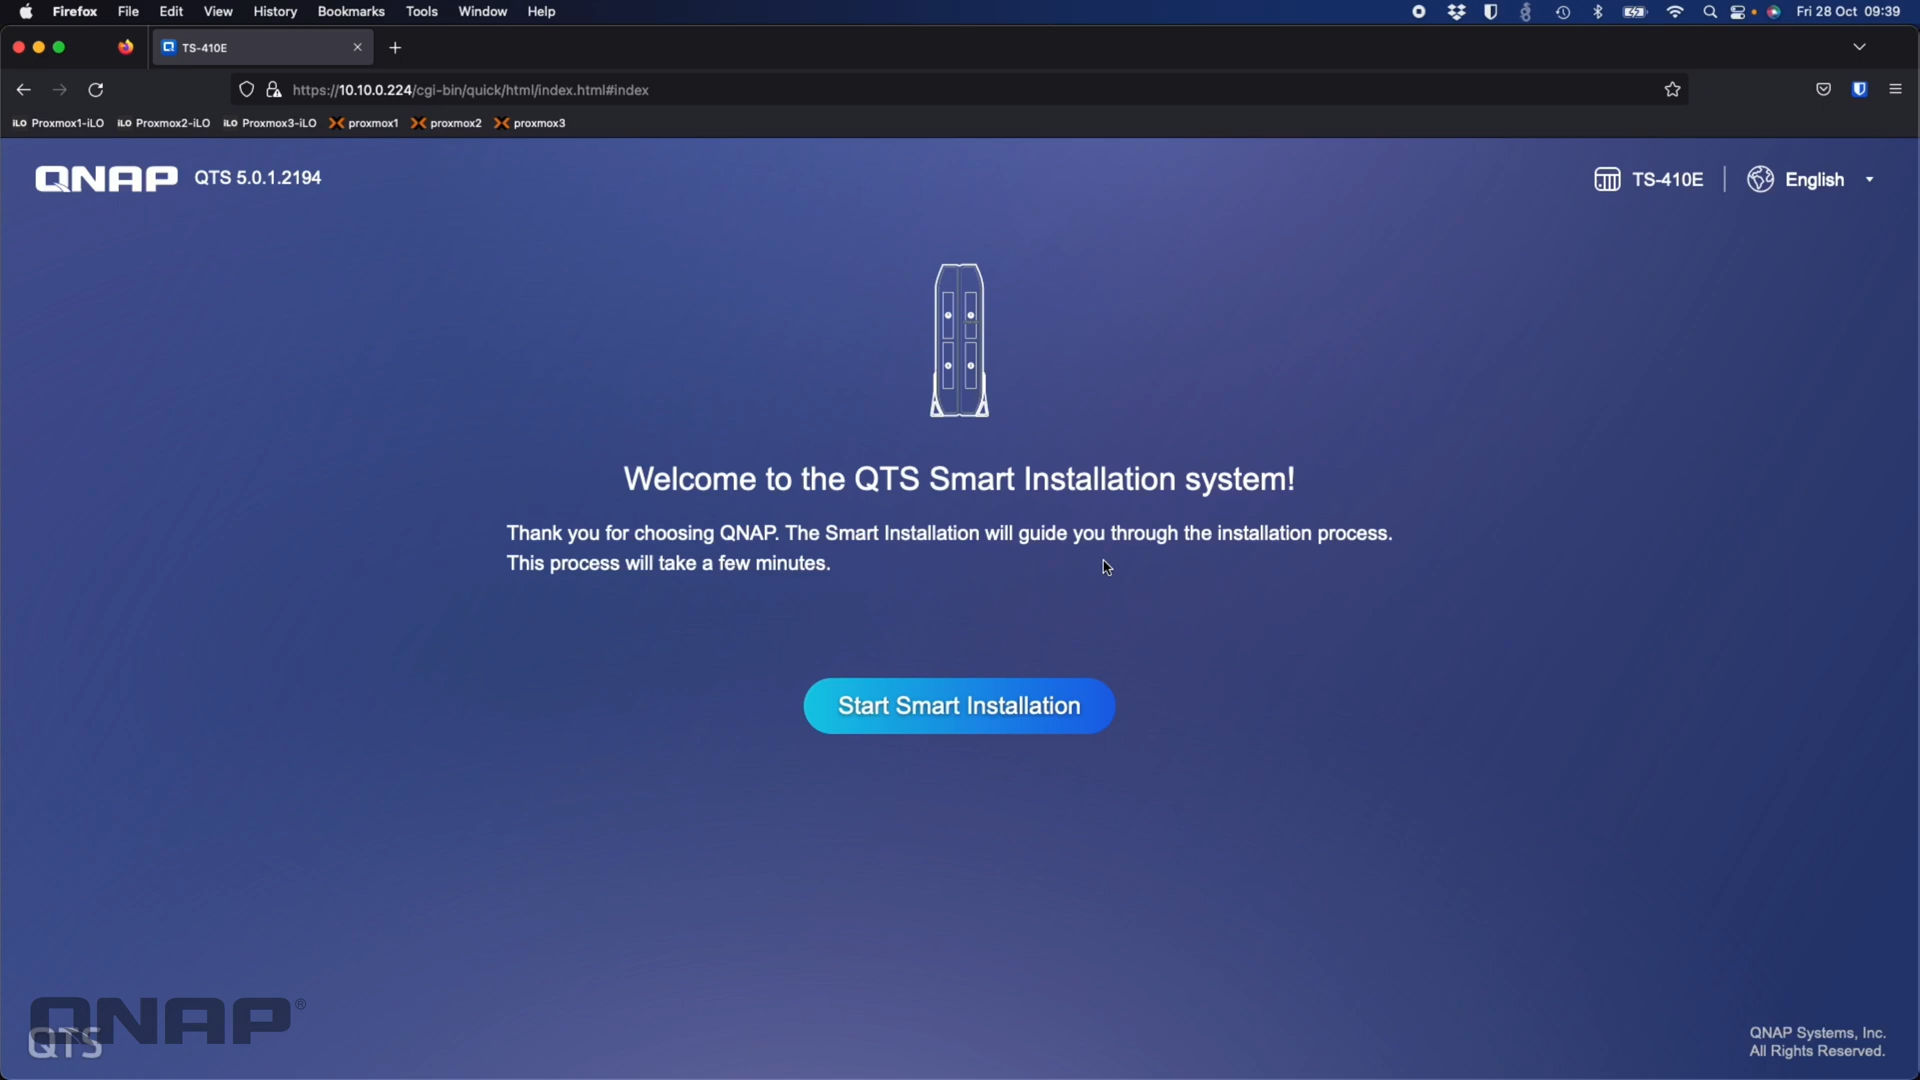 Firefox File Edit View History Bookmarks Tools Window Help
Fri 28 Oct 09:39
TS-410E
https://10.10.0.224/cgi-bin/quick/html/index.html#index
iLO Proxmox1-iLO iLO Proxmox2-iLO iLO Proxmox3-iLO proxmox1 proxmox2 proxmox3
QNAP QTS 5.0.1.2194
TS-410E English
Welcome to the QTS Smart Installation system!
Thank you for choosing QNAP. The Smart Installation will guide you through the installation process.
This process will take a few minutes.
Start Smart Installation
QNAP®
QTS
QNAP Systems, Inc.
All Rights Reserved.